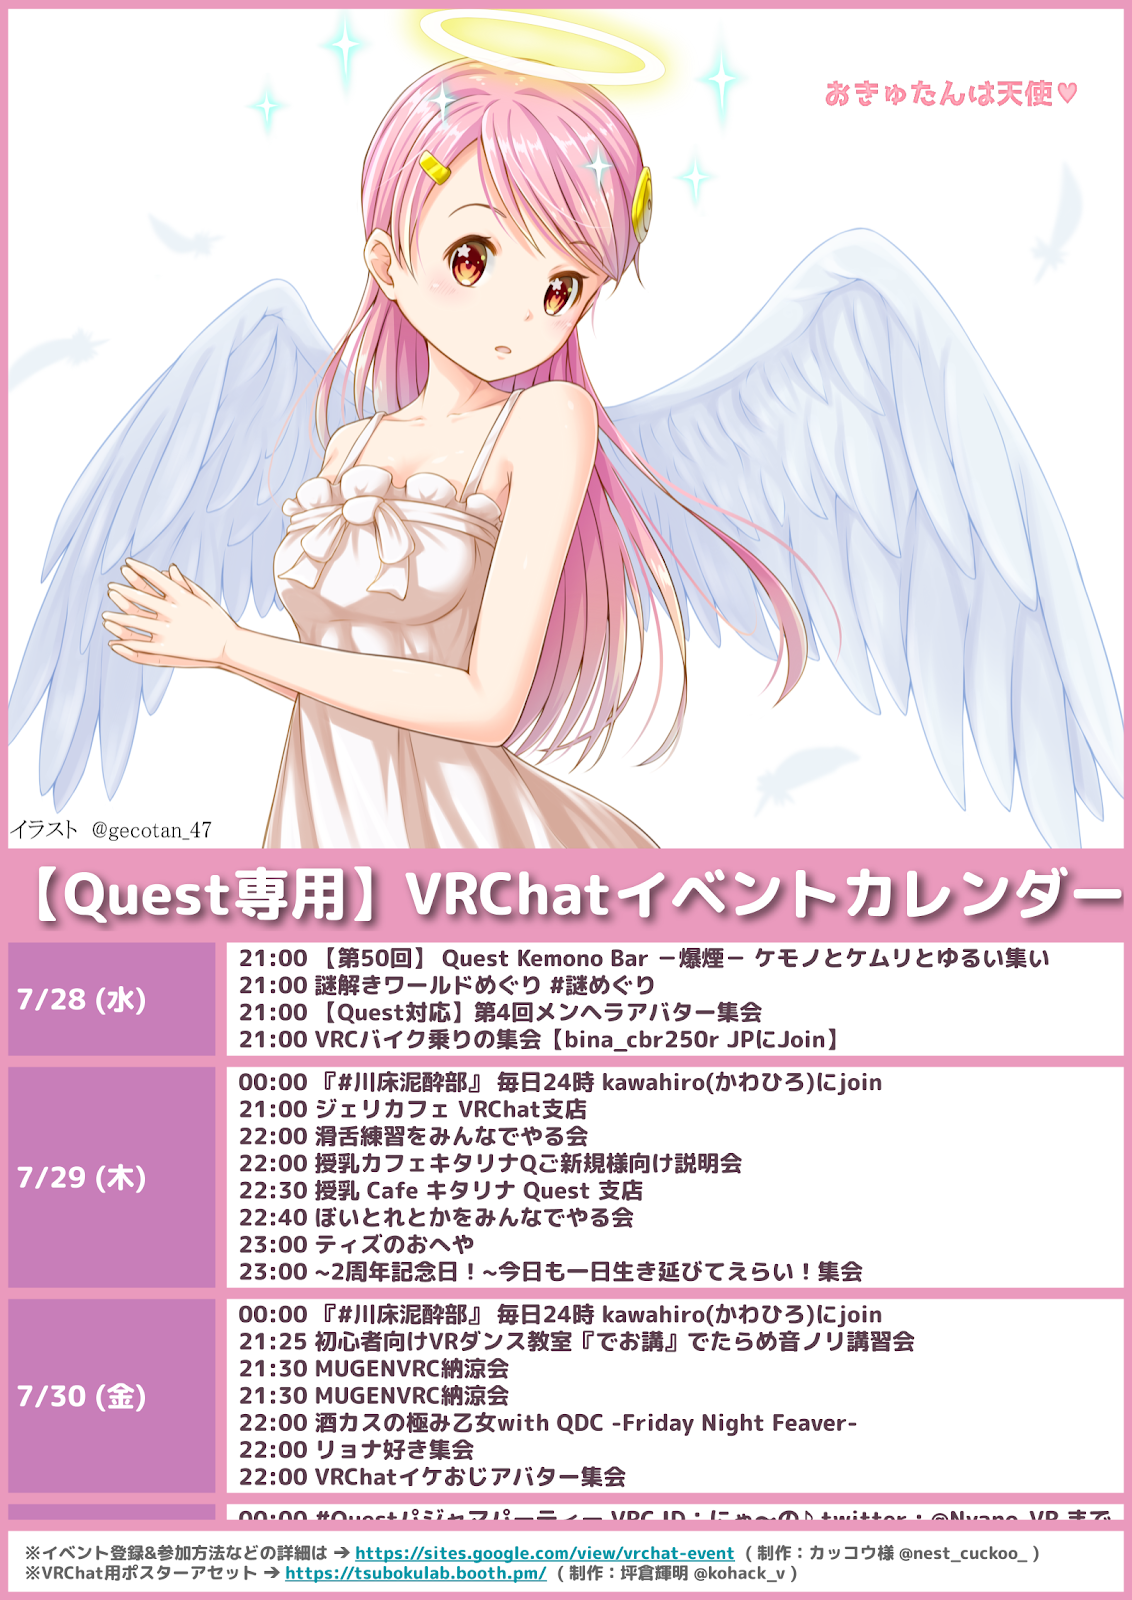 おきゅたんは天使♥
イラスト @gecotan_47
【Quest専用】VRChatイベントカレンダー
7/28 (水)
21:00 【第50回】 Quest Kemono Bar －爆煙－ ケモノとケムリとゆるい集い
21:00 謎解きワールドめぐり #謎めぐり
21:00 【Quest対応】第4回メンヘラアバター集会
21:00 VRCバイク乗りの集会【bina_cbr250r JPにJoin】
7/29 (木)
00:00 『#川床泥酔部』 毎日24時 kawahiro(かわひろ)にjoin
21:00 ジェリカフェ VRChat支店
22:00 滑舌練習をみんなでやる会
22:00 授乳カフェキタリナQご新規様向け説明会
22:30 授乳 Cafe キタリナ Quest 支店
22:40 ぼいとれとかをみんなでやる会
23:00 ティズのおへや
23:00 ~2周年記念日！~今日も一日生き延びてえらい！集会
7/30 (金)
00:00 『#川床泥酔部』 毎日24時 kawahiro(かわひろ)にjoin
21:25 初心者向けVRダンス教室『でお講』でたらめ音ノリ講習会
21:30 MUGENVRC納涼会
21:30 MUGENVRC納涼会
22:00 酒カスの極み乙女with QDC -Friday Night Feaver-
22:00 リョナ好き集会
22:00 VRChatイケおじアバター集会
00:00 #Questパジャマパーティー VRC ID：にゃ～の♪ twitter：@Nyano_VR まで
※イベント登録&参加方法などの詳細は → https://sites.google.com/view/vrchat-event ( 制作：カッコウ様 @nest_cuckoo_ )
※VRChat用ポスターアセット → https://tsubokulab.booth.pm/ ( 制作：坪倉輝明 @kohack_v )